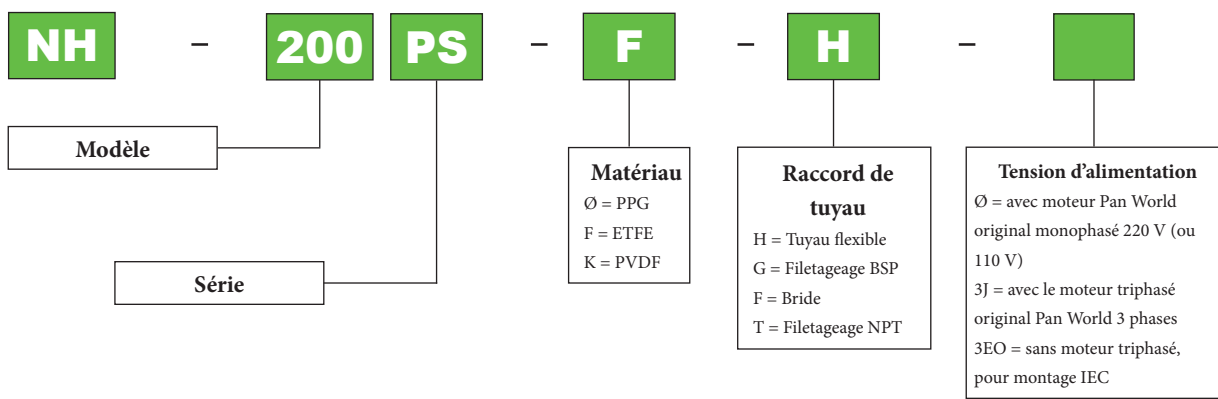 NH - 200 PS - F - H -
Modèle
Série
Matériau
Ø = PPG
F = ETFE
K = PVDF
Raccord de
tuyau
H = Tuyau flexible
G = Filetageage BSP
F = Bride
T = Filetageage NPT
Tension d'alimentation
Ø = avec moteur Pan World
original monophasé 220 V (ou
110 V)
3J = avec le moteur triphasé
original Pan World 3 phases
3EO = sans moteur triphasé,
pour montage IEC